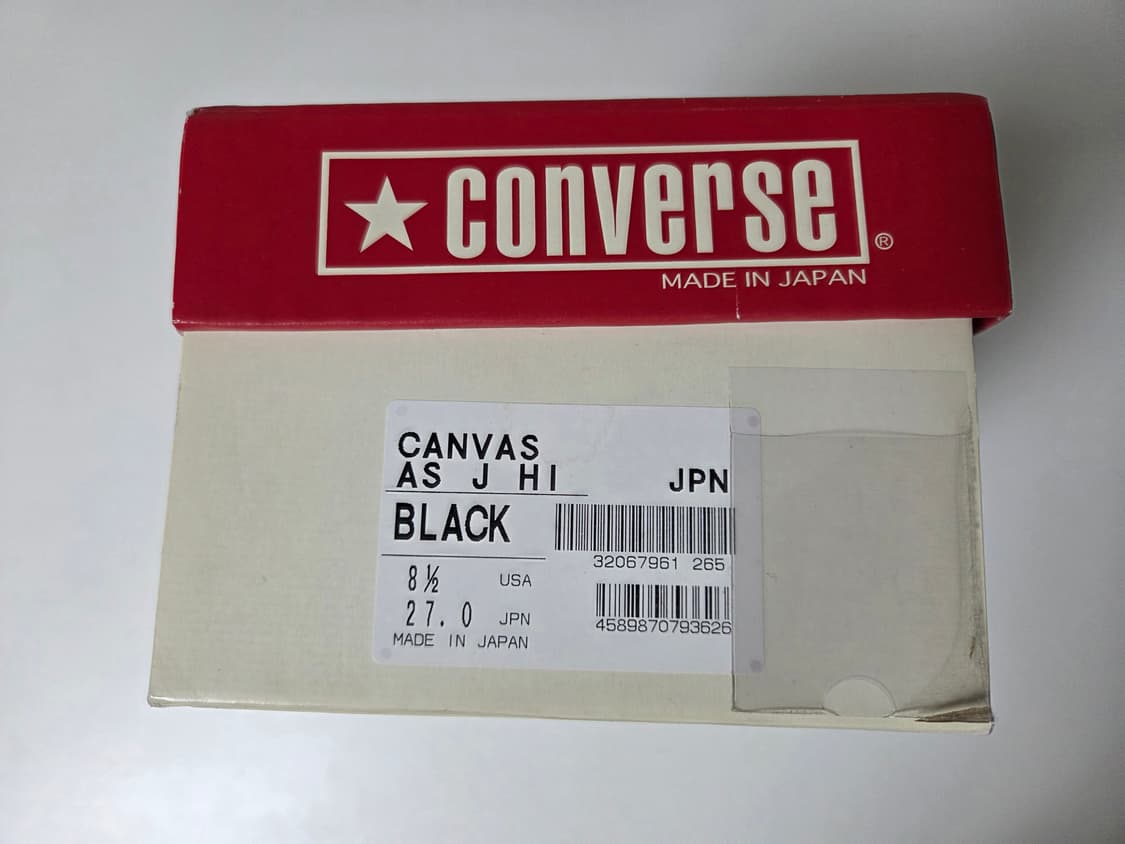 ★ converse ®
MADE IN JAPAN
CANVAS
AS J HI JPN
BLACK
32067961 265
8½ USA
27.0 JPN
4589870793626
MADE IN JAPAN